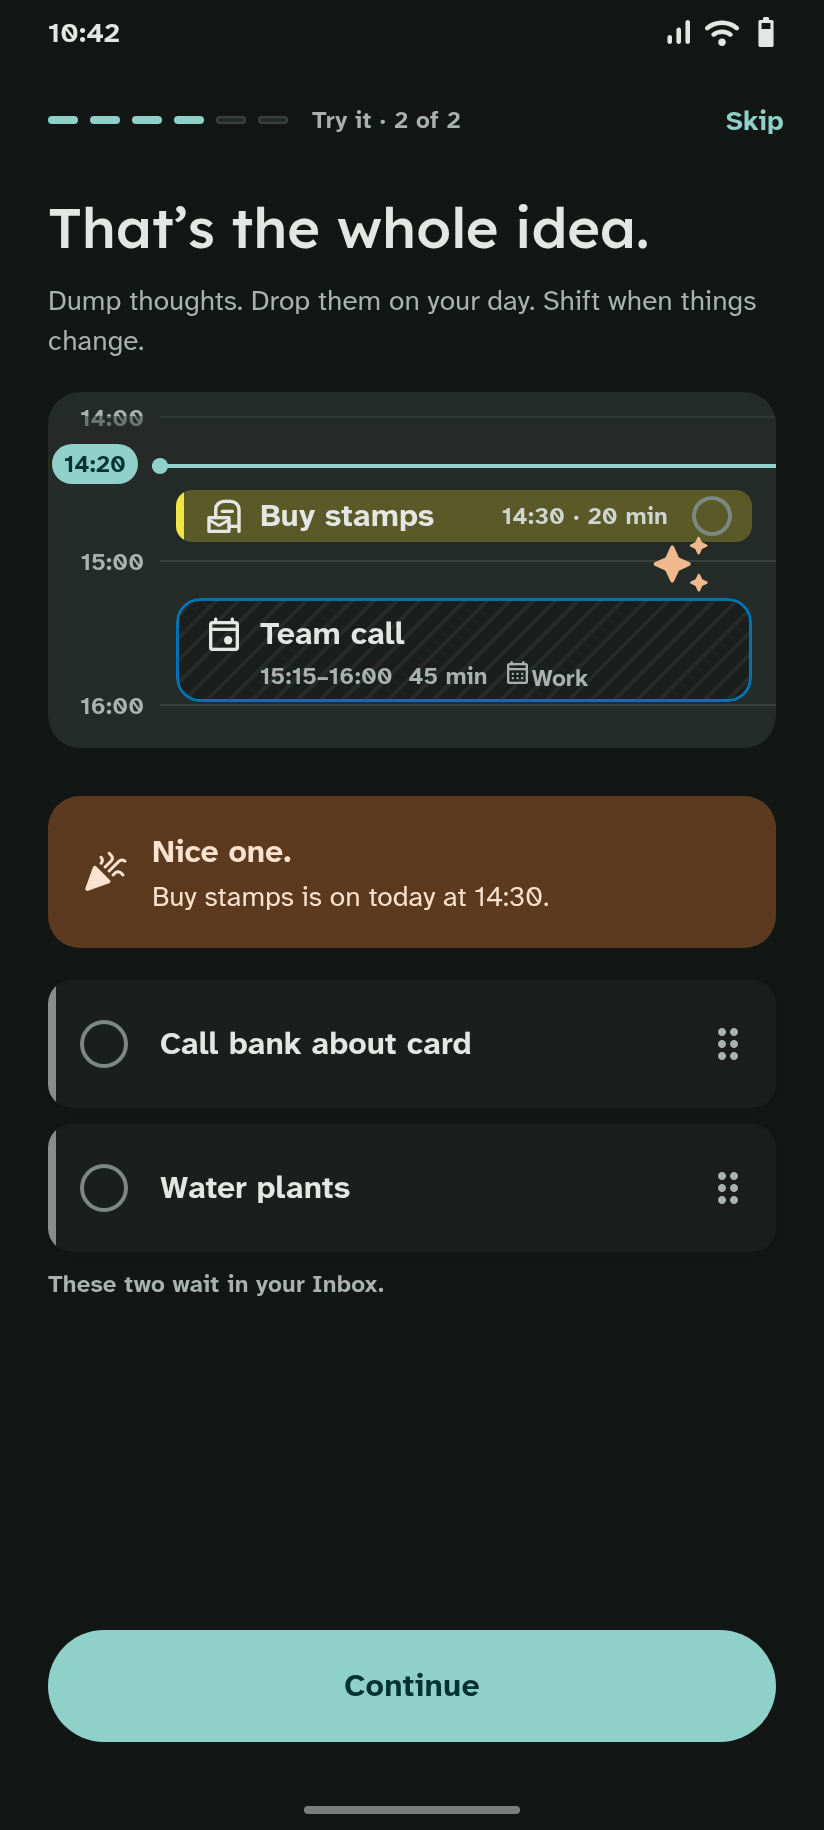 10:42
Try it · 2 of 2
Skip
That’s the whole idea.
Dump thoughts. Drop them on your day. Shift when things
change.
14:00
14:20
Buy stamps 14:30 · 20 min
15:00
Team call
15:15–16:00 45 min Work
16:00
Nice one.
Buy stamps is on today at 14:30.
Call bank about card
Water plants
These two wait in your Inbox.
Continue